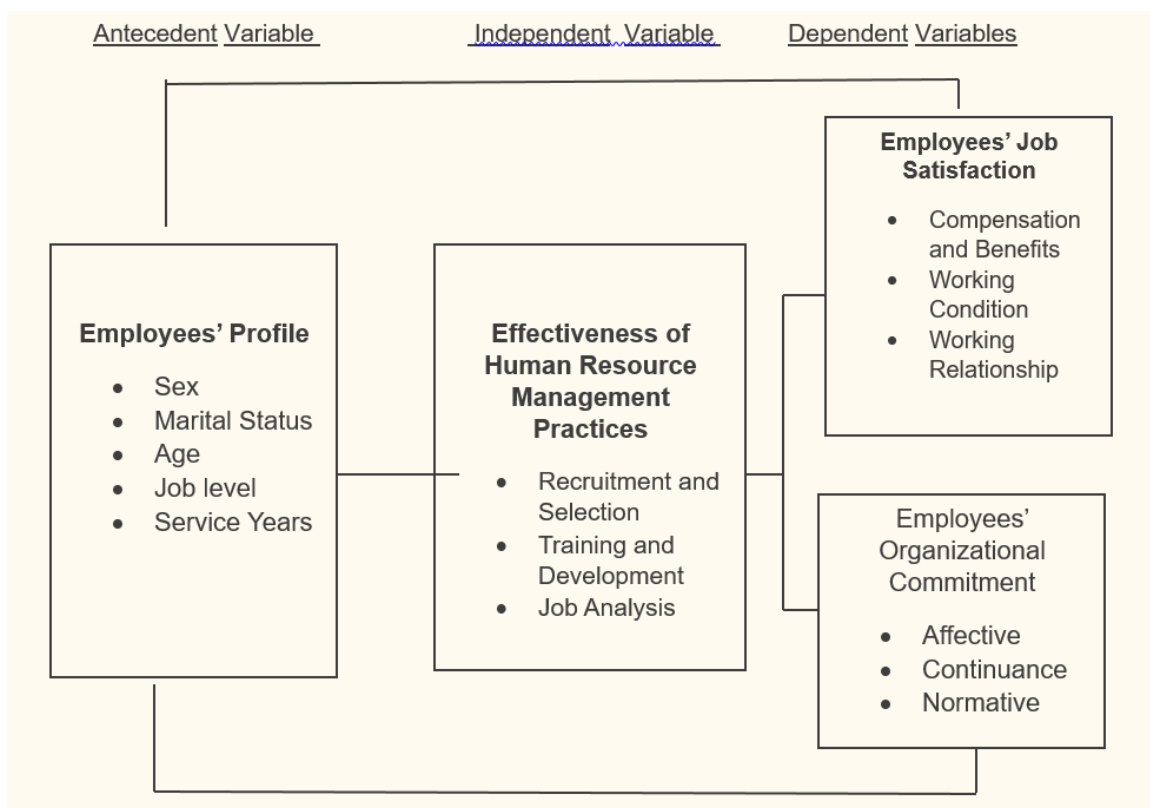 Antecedent Variable
Independent Variable
Dependent Variables
Employees’ Profile
• Sex
• Marital Status
• Age
• Job level
• Service Years
Effectiveness of
Human Resource
Management
Practices
• Recruitment and
Selection
• Training and
Development
• Job Analysis
Employees’ Job
Satisfaction
• Compensation
and Benefits
• Working
Condition
• Working
Relationship
Employees’
Organizational
Commitment
• Affective
• Continuance
• Normative